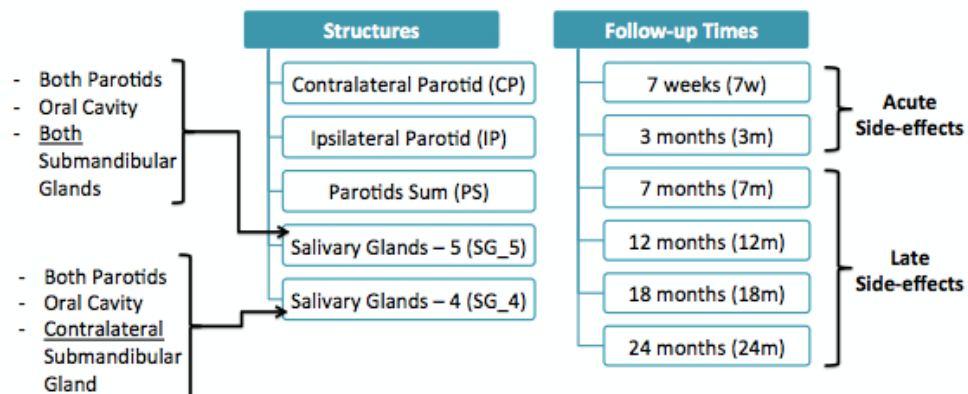 Structures
Follow-up Times
- Both Parotids
- Oral Cavity
- Both
Submandibular
Glands
Contralateral Parotid (CP)
Ipsilateral Parotid (IP)
Parotids Sum (PS)
Salivary Glands – 5 (SG_5)
Salivary Glands – 4 (SG_4)
- Both Parotids
- Oral Cavity
- Contralateral
Submandibular
Gland
7 weeks (7w)
3 months (3m)
7 months (7m)
12 months (12m)
18 months (18m)
24 months (24m)
Acute
Side-effects
Late
Side-effects